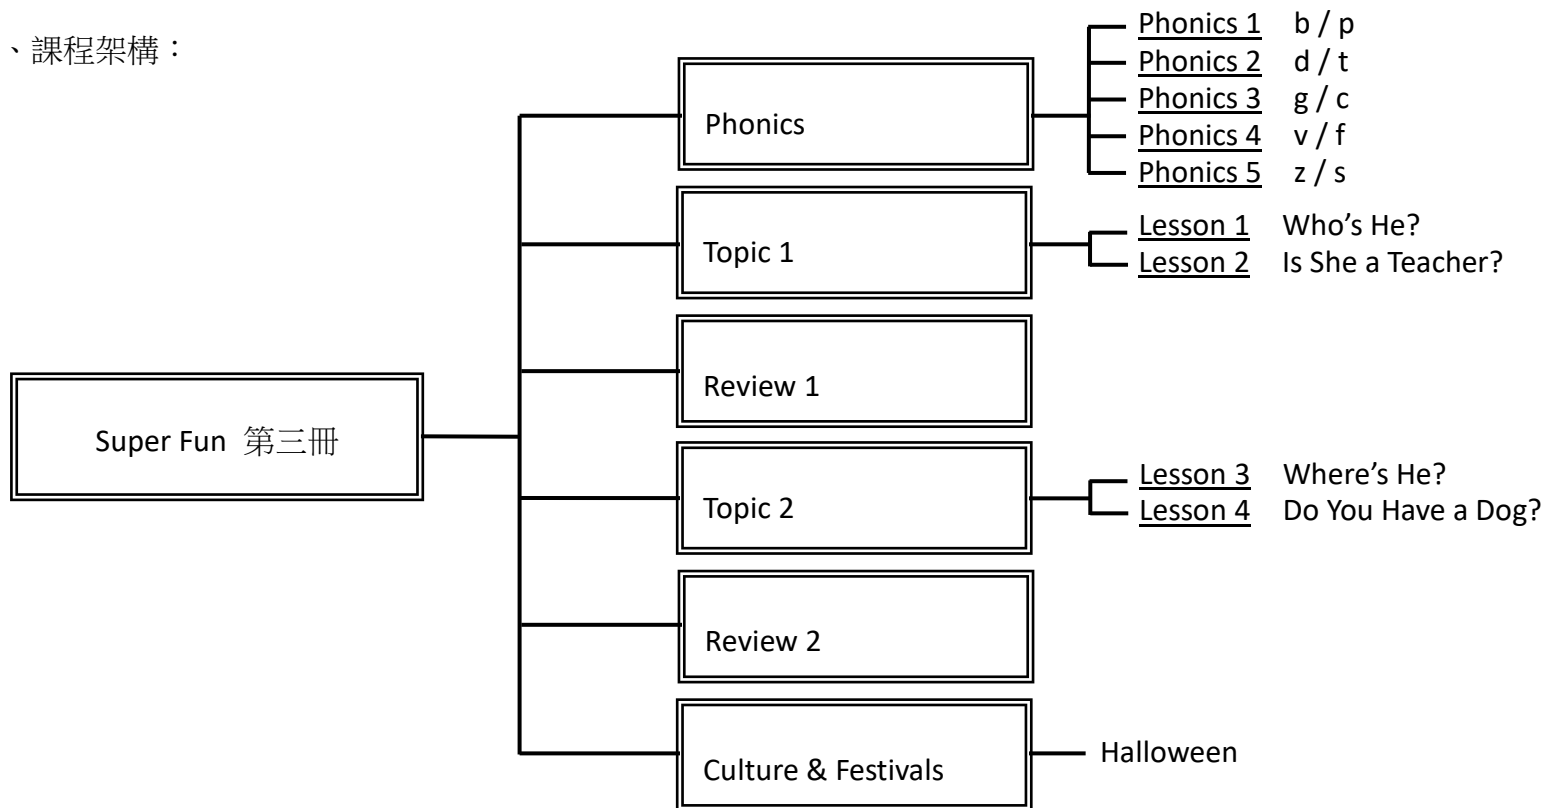 、課程架構：
Super Fun 第三冊
Phonics
Phonics 1 b / p
Phonics 2 d / t
Phonics 3 g / c
Phonics 4 v / f
Phonics 5 z / s
Topic 1
Lesson 1 Who's He?
Lesson 2 Is She a Teacher?
Review 1
Topic 2
Lesson 3 Where's He?
Lesson 4 Do You Have a Dog?
Review 2
Culture & Festivals
Halloween